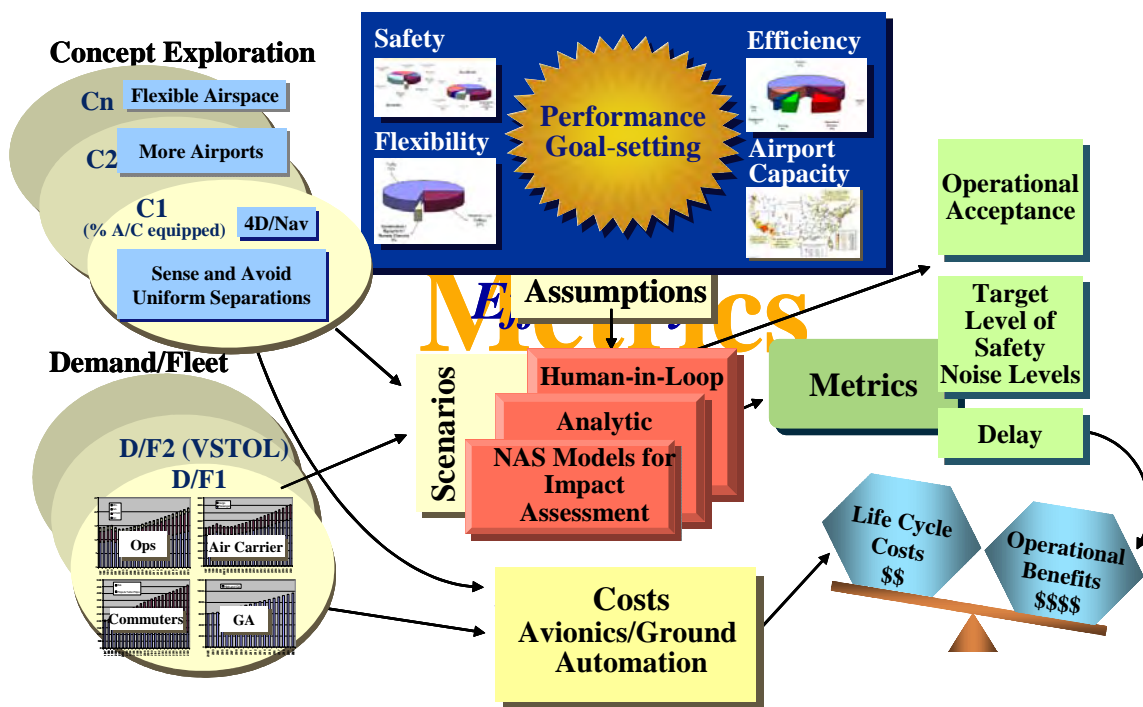 Concept Exploration
Cn
Flexible Airspace
C2
More Airports
C1
(% A/C equipped)
4D/Nav
Sense and Avoid
Uniform Separations
Safety
Flexibility
Performance
Goal-setting
Efficiency
Airport
Capacity
Metrics
Assumptions
Demand/Fleet
D/F2 (VSTOL)
D/F1
Ops
Air Carrier
Commuters
GA
Scenarios
Human-in-Loop
Analytic
NAS Models for
Impact
Assessment
Metrics
Operational
Acceptance
Target
Level of
Safety
Noise Levels
Delay
Costs
Avionics/Ground
Automation
Life Cycle
Costs
$$
Operational
Benefits
$$$$